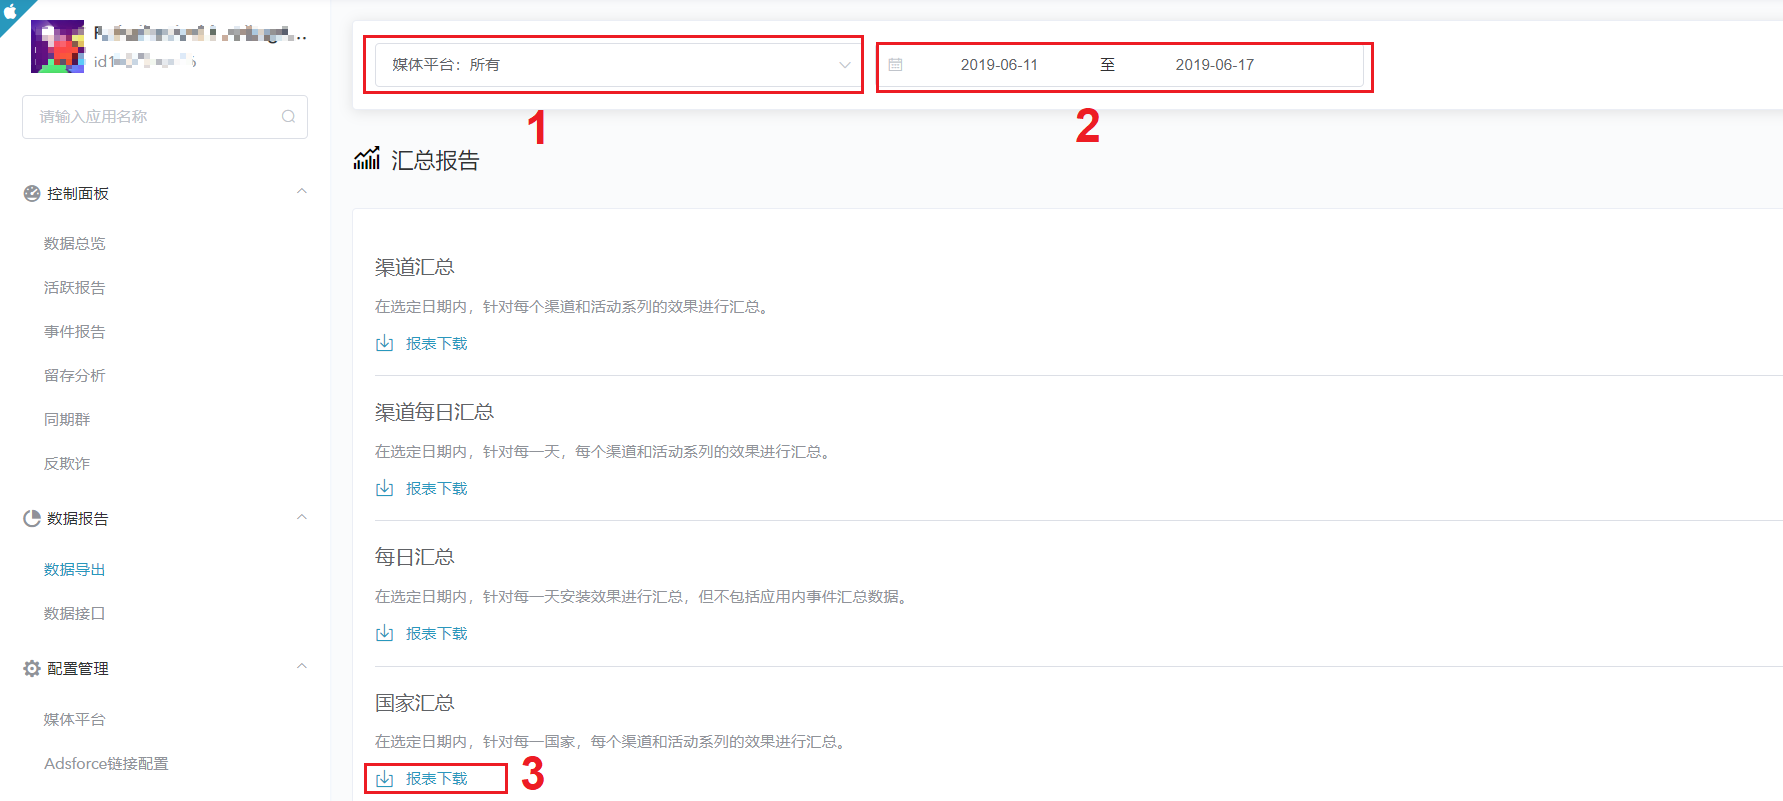 id1
请输入应用名称
控制面板
数据总览
活跃报告
事件报告
留存分析
同期群
反欺诈
数据报告
数据导出
数据接口
配置管理
媒体平台
Adsforce链接配置
媒体平台：所有
2019-06-11 至 2019-06-17
1
2
汇总报告
渠道汇总
在选定日期内，针对每个渠道和活动系列的效果进行汇总。
报表下载
渠道每日汇总
在选定日期内，针对每一天，每个渠道和活动系列的效果进行汇总。
报表下载
每日汇总
在选定日期内，针对每一天安装效果进行汇总，但不包括应用内事件汇总数据。
报表下载
国家汇总
在选定日期内，针对每一国家，每个渠道和活动系列的效果进行汇总。
报表下载
3